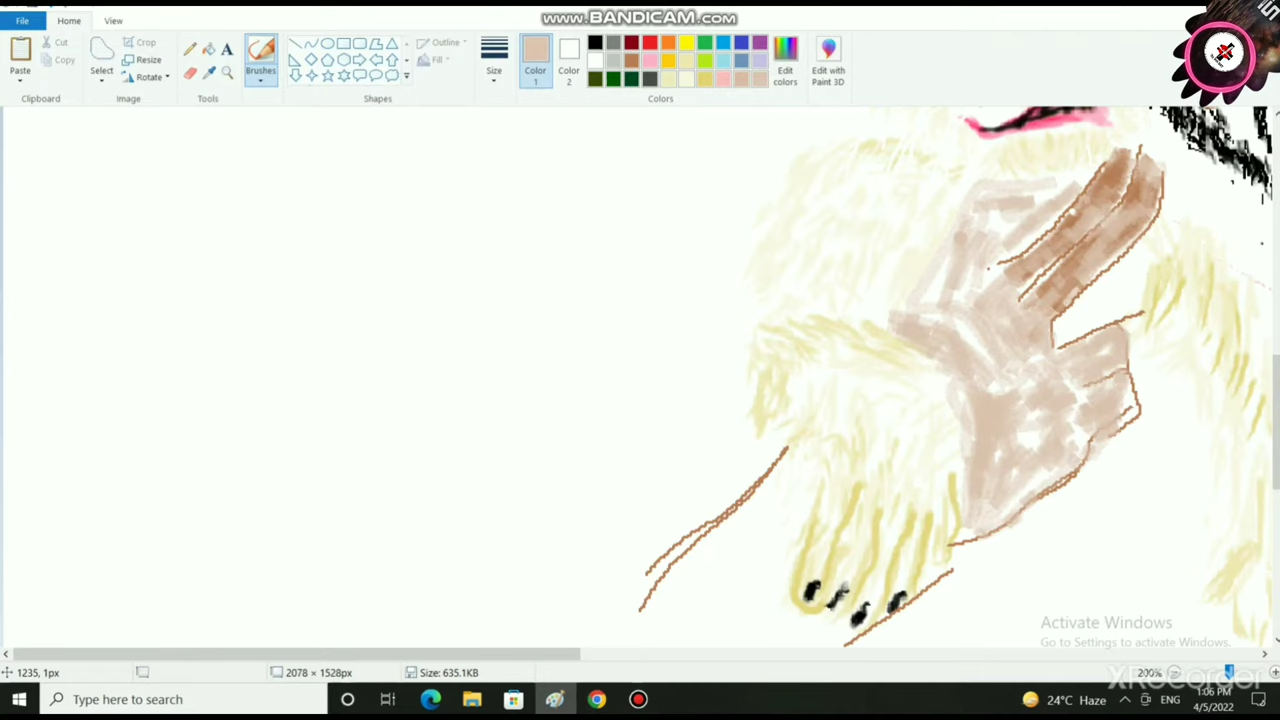 www.BANDICAM.com
File Home View
Cut
Copy
Paste
Crop
Resize
Rotate
Select
Brushes
Outline
Fill
Size
Color 1
Color 2
Edit colors
Edit with Paint 3D
Clipboard
Image
Tools
Shapes
Colors
Activate Windows
Go to Settings to activate Windows.
1235, 1px
2078 × 1528px
Size: 635.1KB
200%
XRecorder
Type here to search
24°C Haze
ENG
1:06 PM
4/5/2022